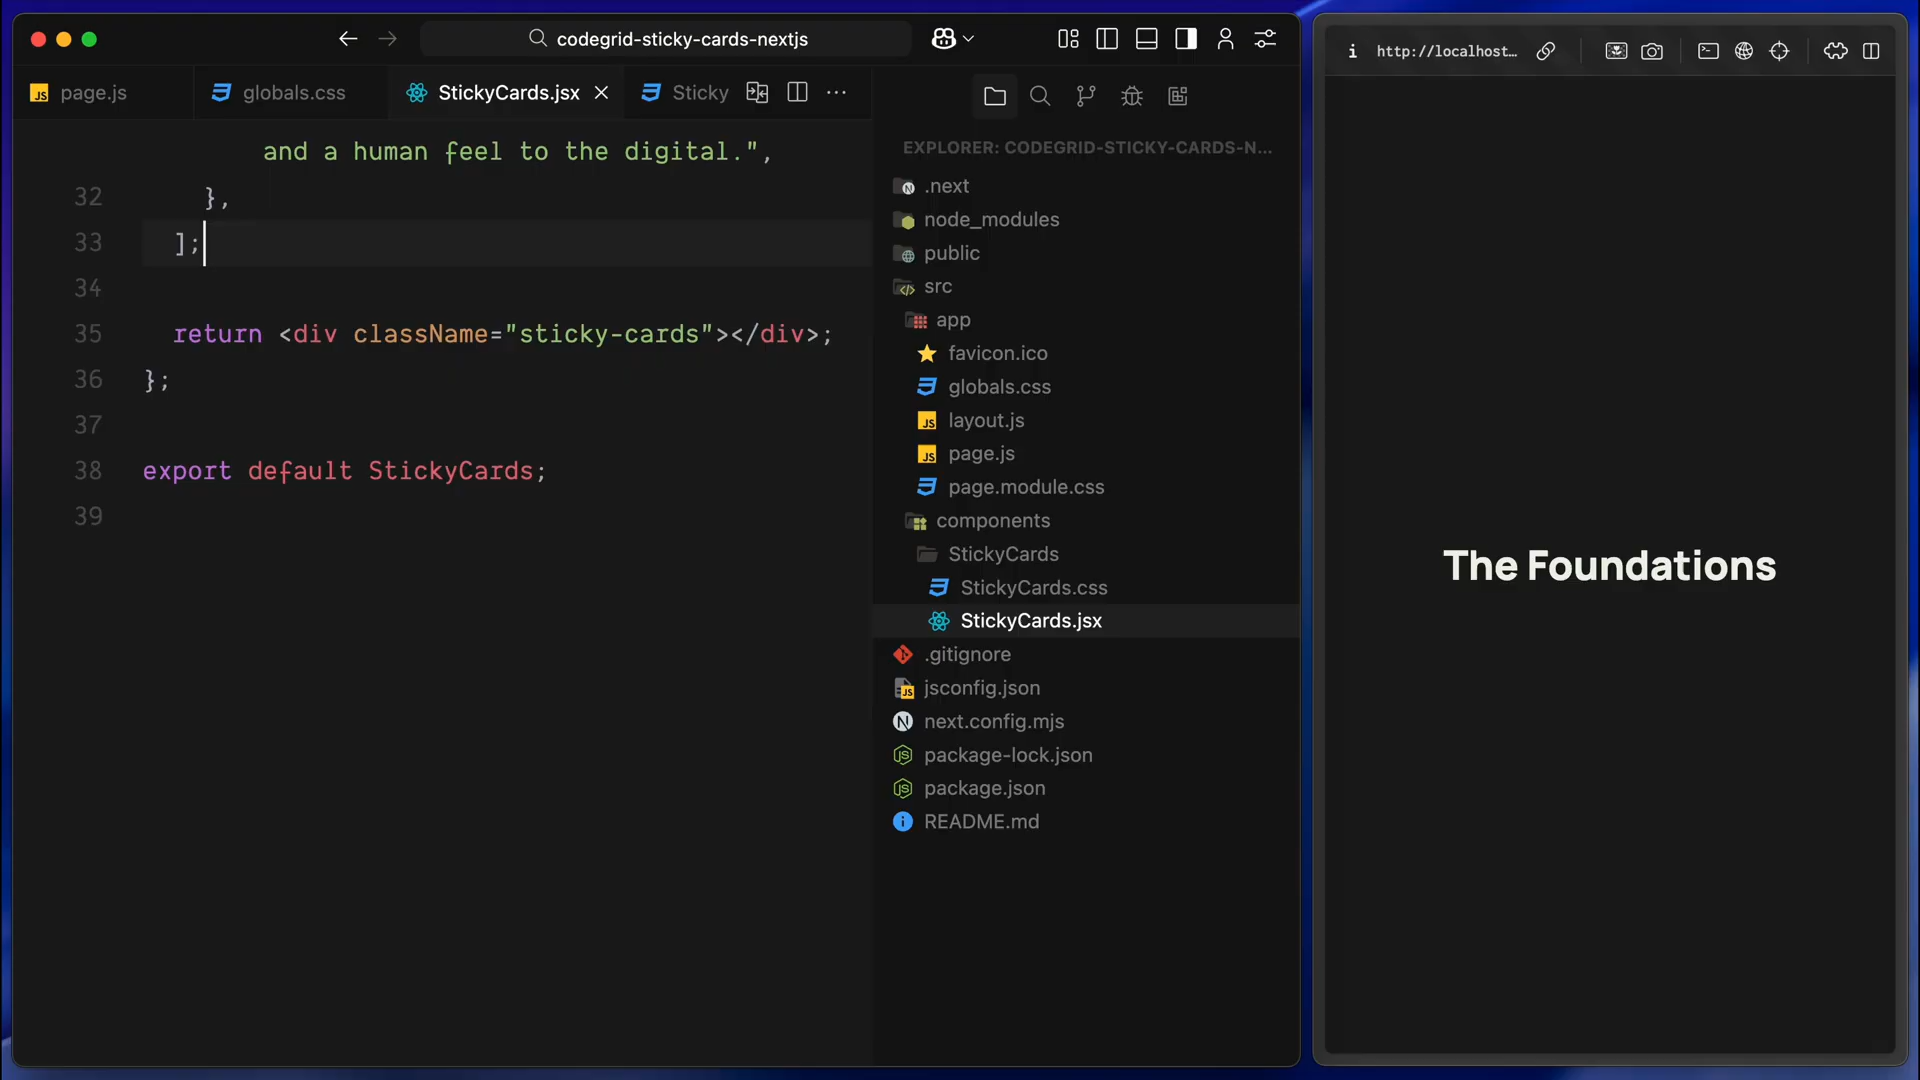 codegrid-sticky-cards-nextjs
page.js
globals.css
StickyCards.jsx
Sticky
and a human feel to the digital.",
32 },
33 ];
34
35 return <div className="sticky-cards"></div>;
36 };
37
38 export default StickyCards;
39
EXPLORER: CODEGRID-STICKY-CARDS-N...
.next
node_modules
public
src
app
favicon.ico
globals.css
layout.js
page.js
page.module.css
components
StickyCards
StickyCards.css
StickyCards.jsx
.gitignore
jsconfig.json
next.config.mjs
package-lock.json
package.json
README.md
http://localhost…
The Foundations